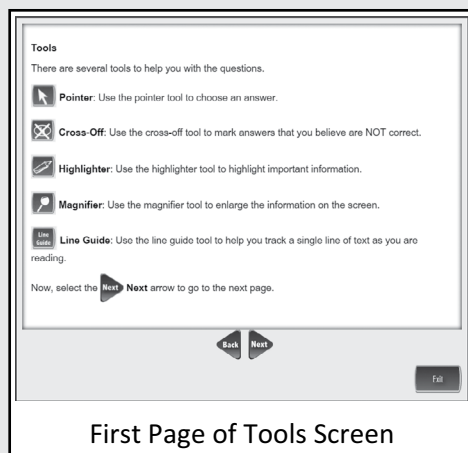 Tools
There are several tools to help you with the questions.
Pointer: Use the pointer tool to choose an answer.
Cross-Off: Use the cross-off tool to mark answers that you believe are NOT correct.
Highlighter: Use the highlighter tool to highlight important information.
Magnifier: Use the magnifier tool to enlarge the information on the screen.
Line Guide Line Guide: Use the line guide tool to help you track a single line of text as you are
reading.
Now, select the Next Next arrow to go to the next page.
Back Next
Exit
First Page of Tools Screen